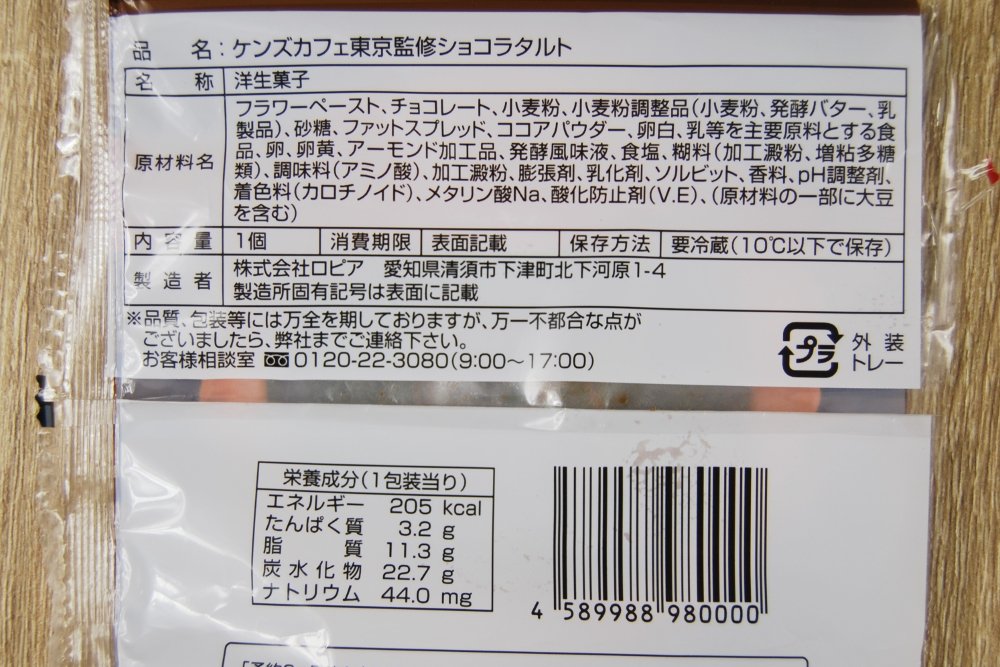 品 名:ケンズカフェ東京監修ショコラタルト
名 称 洋生菓子
原材料名 フラワーペースト、チョコレート、小麦粉、小麦粉調整品(小麦粉、発酵バター、乳
製品)、砂糖、ファットスプレッド、ココアパウダー、卵白、乳等を主要原料とする食
品、卵、卵黄、アーモンド加工品、発酵風味液、食塩、糊料(加工澱粉、増粘多糖
類)、調味料(アミノ酸)、加工澱粉、膨張剤、乳化剤、ソルビット、香料、pH調整剤、
着色料(カロチノイド)、メタリン酸Na、酸化防止剤(V.E)、(原材料の一部に大豆
を含む)
内容量 1個 消費期限 表面記載 保存方法 要冷蔵(10℃以下で保存)
製造者 株式会社ロピア 愛知県清須市下津町北下河原1-4
製造所固有記号は表面に記載
※品質、包装等には万全を期しておりますが、万一不都合な点が
ございましたら、弊社までご連絡下さい。
お客様相談室 0120-22-3080(9:00〜17:00)
プラ
外装
トレー
栄養成分(1包装当り)
エネルギー 205 kcal
たんぱく質 3.2 g
脂質 11.3 g
炭水化物 22.7 g
ナトリウム 44.0 mg
4 589988 980000